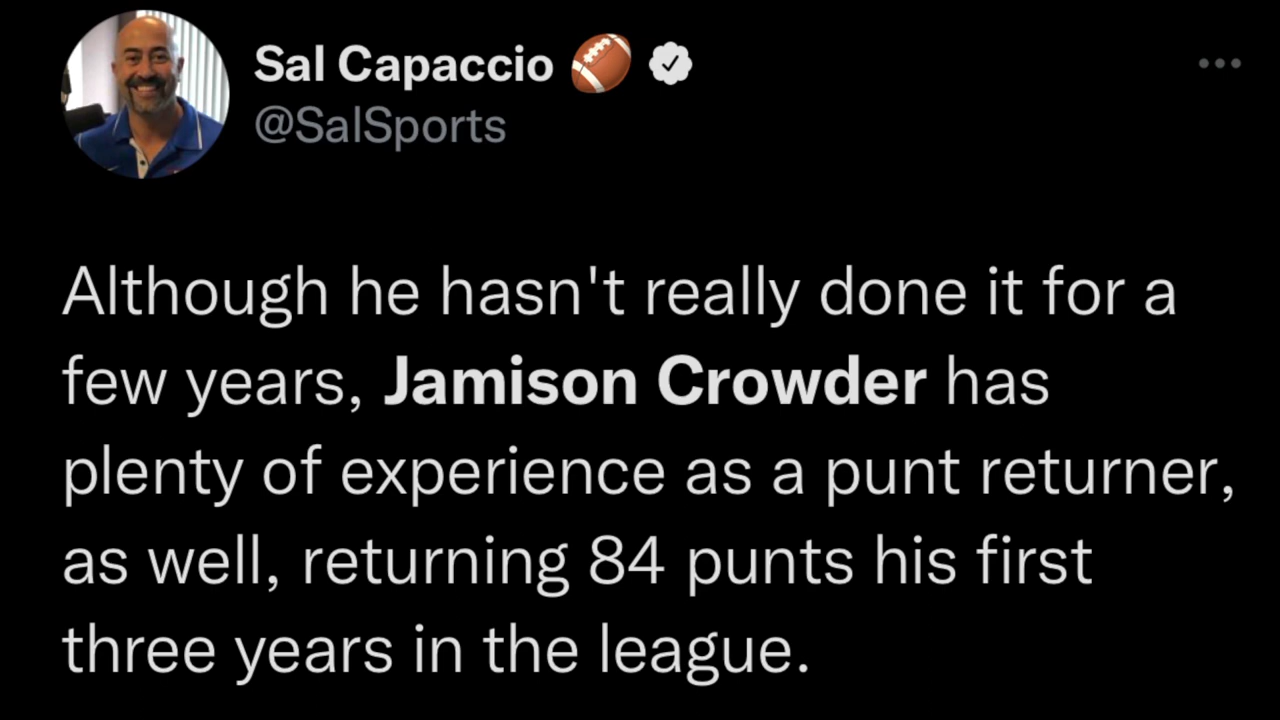 Sal Capaccio 🏈
@SalSports
Although he hasn't really done it for a
few years, Jamison Crowder has
plenty of experience as a punt returner,
as well, returning 84 punts his first
three years in the league.